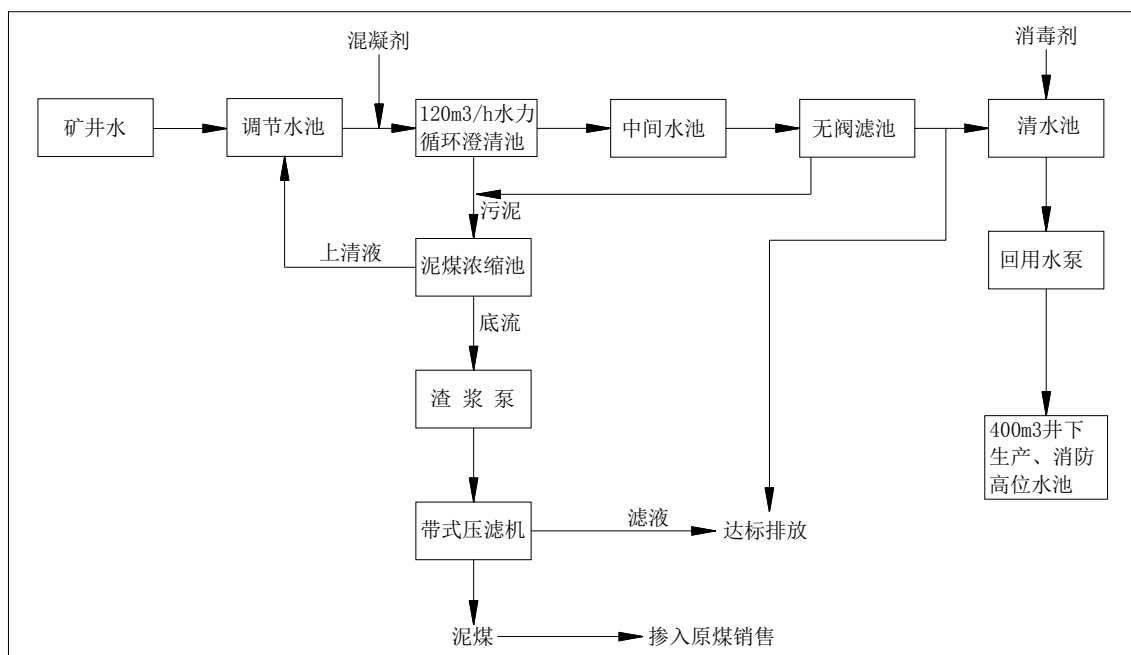 混凝剂
消毒剂
矿井水
调节水池
120m3/h水力
循环澄清池
中间水池
无阀滤池
清水池
污泥
上清液
泥煤浓缩池
回用水泵
底流
渣 浆 泵
400m3井下
生产、消防
高位水池
带式压滤机
滤液
达标排放
泥煤
掺入原煤销售